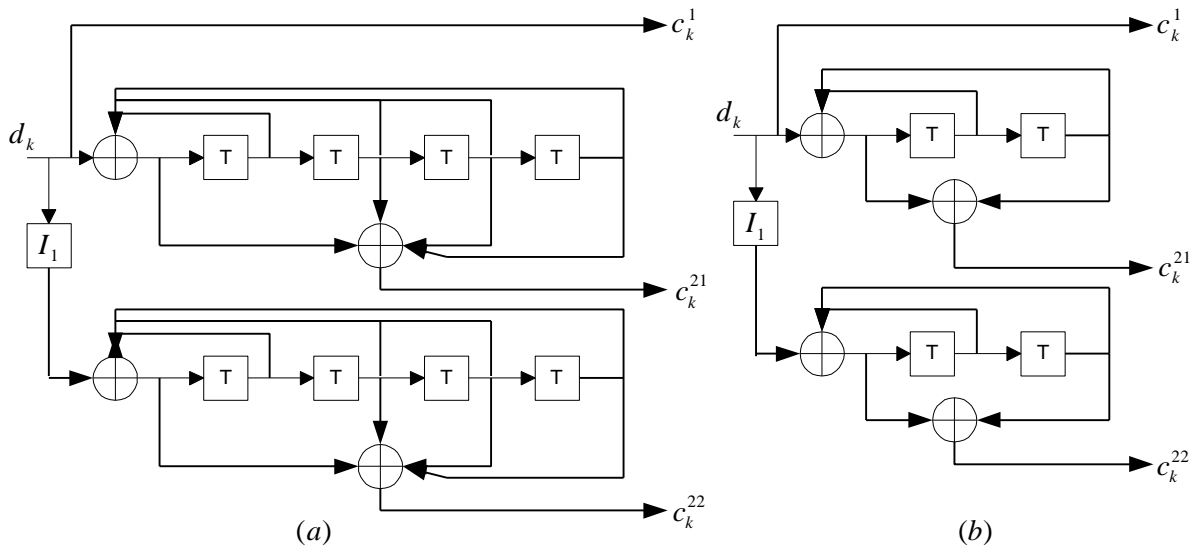 c_k^1
d_k
T T T T
I_1
c_k^{21}
T T T T
c_k^{22}
(a)
c_k^1
d_k
T T
I_1
c_k^{21}
T T
c_k^{22}
(b)